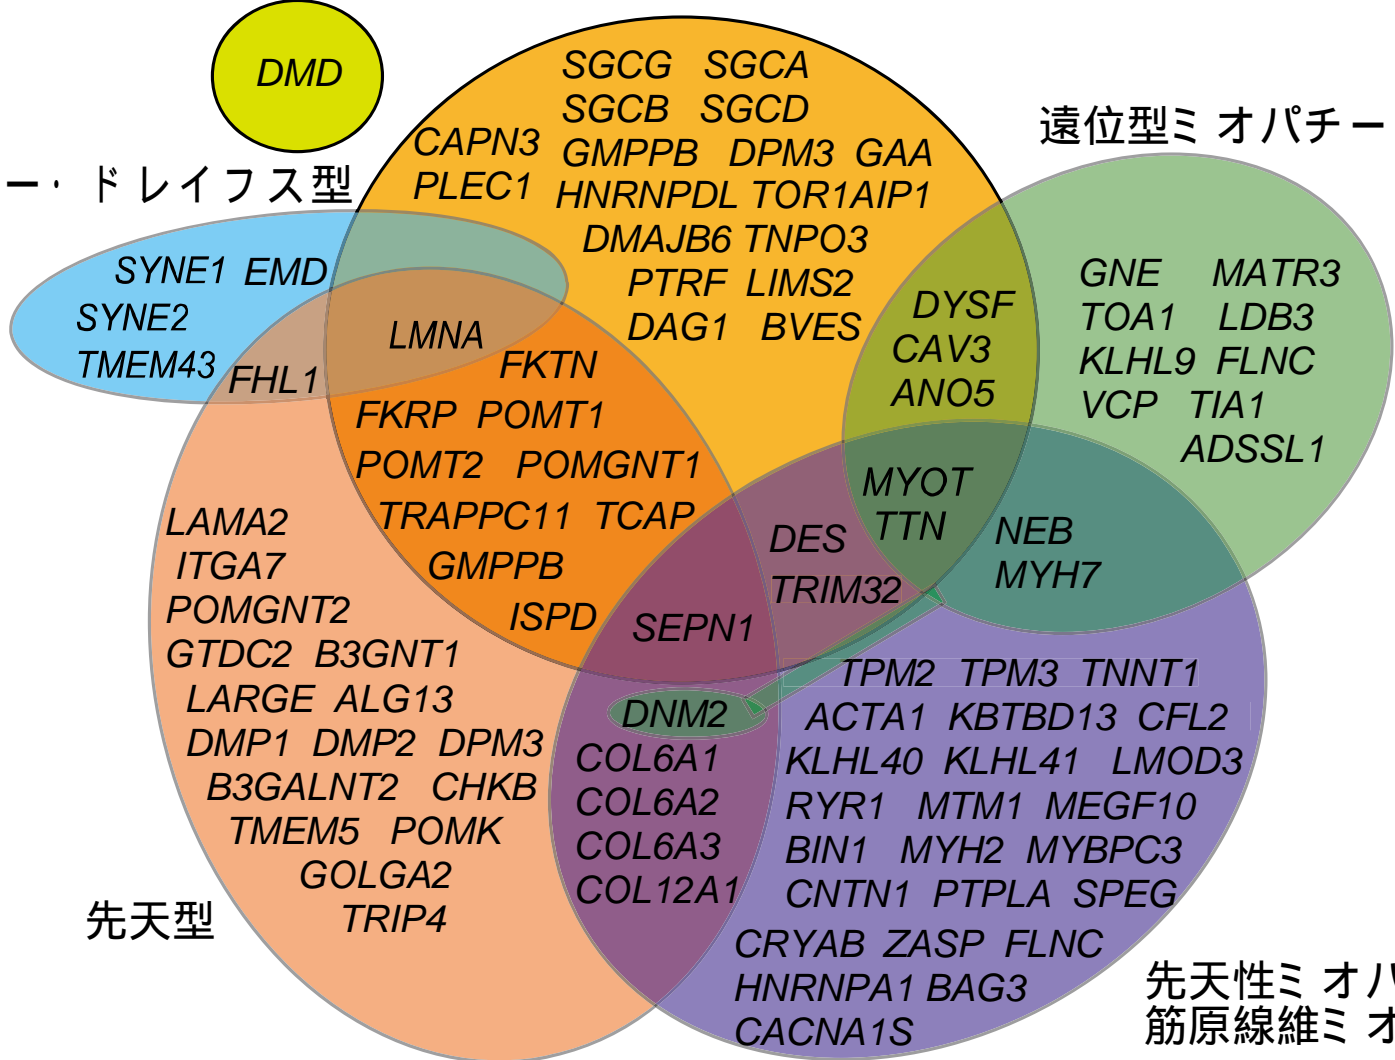 DMD
SGCG SGCA
SGCB SGCD
CAPN3
PLEC1
GMPPB DPM3 GAA
HNRNPDL TOR1AIP1
DMAJB6 TNPO3
PTRF LIMS2
DAG1 BVES
遠位型ミオパチー
ー・ドレイフス型
SYNE1 EMD
SYNE2
TMEM43
FHL1
LMNA
FKTN
FKRP POMT1
POMT2 POMGNT1
TRAPPC11 TCAP
GMPPB
ISPD
DYSF
CAV3
ANO5
GNE MATR3
TOA1 LDB3
KLHL9 FLNC
VCP TIA1
ADSSL1
MYOT
TTN
NEB
MYH7
DES
TRIM32
SEPN1
LAMA2
ITGA7
POMGNT2
GTDC2 B3GNT1
LARGE ALG13
DMP1 DMP2 DPM3
B3GALNT2 CHKB
TMEM5 POMK
GOLGA2
TRIP4
先天型
DNM2
COL6A1
COL6A2
COL6A3
COL12A1
TPM2 TPM3 TNNT1
ACTA1 KBTBD13 CFL2
KLHL40 KLHL41 LMOD3
RYR1 MTM1 MEGF10
BIN1 MYH2 MYBPC3
CNTN1 PTPLA SPEG
CRYAB ZASP FLNC
HNRNPA1 BAG3
CACNA1S
先天性ミオパ
筋原線維ミオ